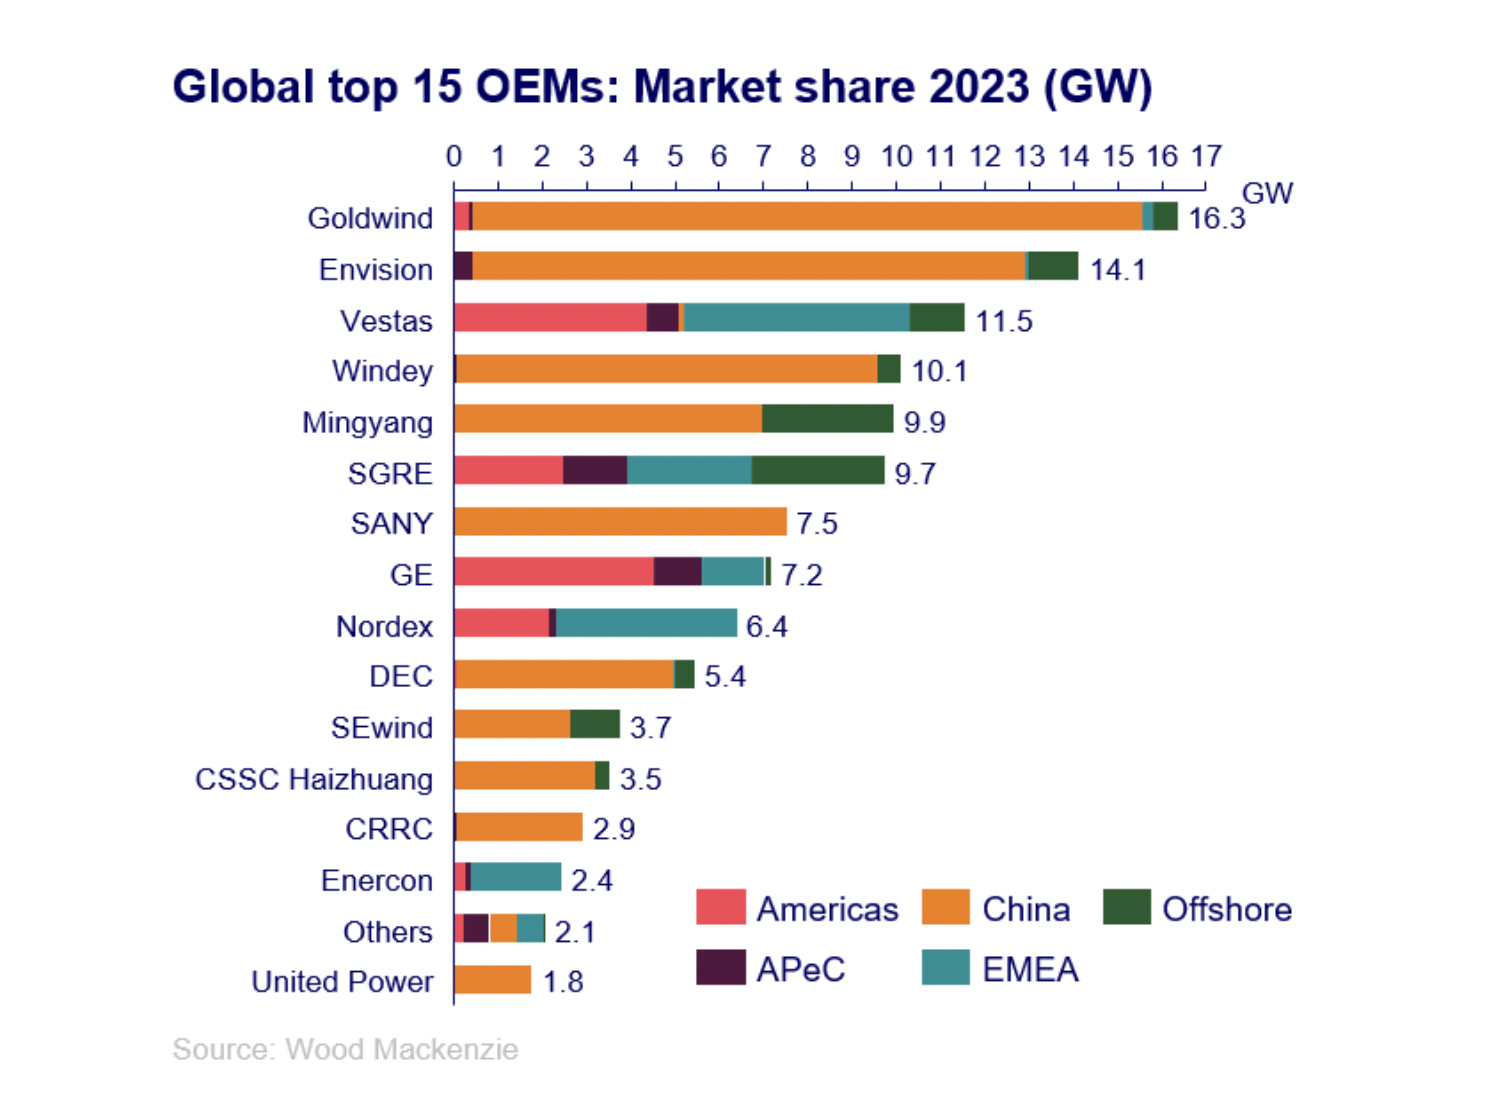 Global top 15 OEMs: Market share 2023 (GW)
0 1 2 3 4 5 6 7 8 9 10 11 12 13 14 15 16 17
GW
Goldwind 16.3
Envision 14.1
Vestas 11.5
Windey 10.1
Mingyang 9.9
SGRE 9.7
SANY 7.5
GE 7.2
Nordex 6.4
DEC 5.4
SEwind 3.7
CSSC Haizhuang 3.5
CRRC 2.9
Enercon 2.4
Others 2.1
United Power 1.8
Americas China Offshore
APeC EMEA
Source: Wood Mackenzie